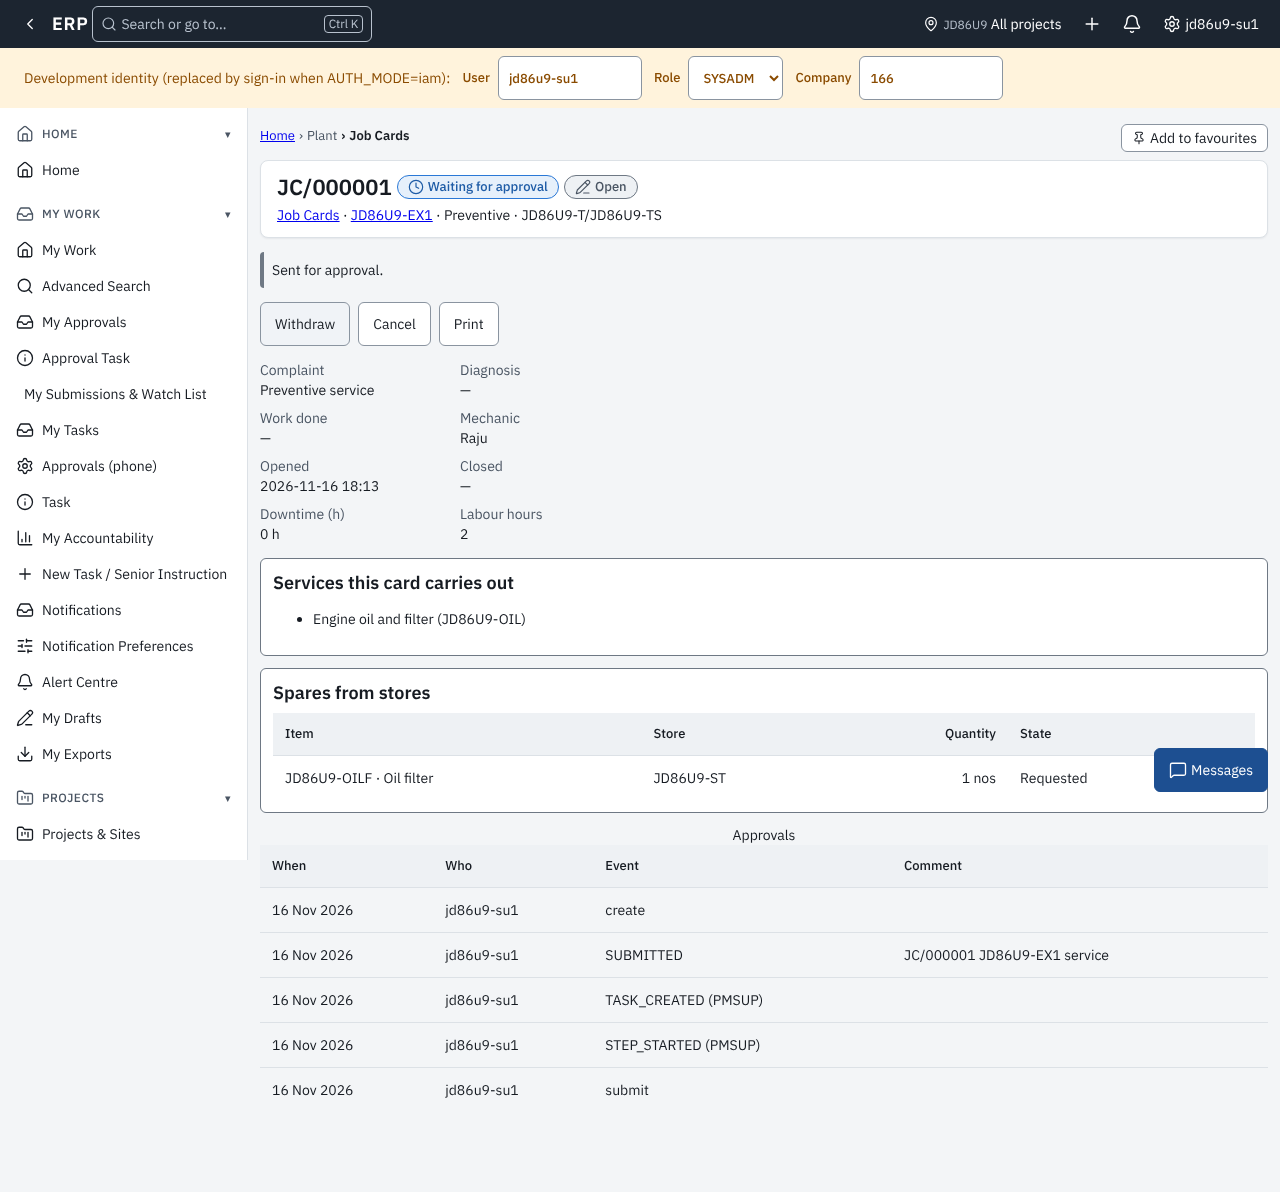 ERP
Search or go to...
Ctrl K
JD86U9 All projects
jd86u9-su1
Development identity (replaced by sign-in when AUTH_MODE=iam):
User
jd86u9-su1
Role
SYSADM
Company
166
HOME
Home
MY WORK
My Work
Advanced Search
My Approvals
Approval Task
My Submissions & Watch List
My Tasks
Approvals (phone)
Task
My Accountability
New Task / Senior Instruction
Notifications
Notification Preferences
Alert Centre
My Drafts
My Exports
PROJECTS
Projects & Sites
Home › Plant › Job Cards
Add to favourites
JC/000001
Waiting for approval
Open
Job Cards · JD86U9-EX1 · Preventive · JD86U9-T/JD86U9-TS
Sent for approval.
Withdraw
Cancel
Print
Complaint
Preventive service
Diagnosis
—
Work done
—
Mechanic
Raju
Opened
2026-11-16 18:13
Closed
—
Downtime (h)
0 h
Labour hours
2
Services this card carries out
• Engine oil and filter (JD86U9-OIL)
Spares from stores
Item Store Quantity State
JD86U9-OILF · Oil filter JD86U9-ST 1 nos Requested
Messages
Approvals
When Who Event Comment
16 Nov 2026 jd86u9-su1 create
16 Nov 2026 jd86u9-su1 SUBMITTED JC/000001 JD86U9-EX1 service
16 Nov 2026 jd86u9-su1 TASK_CREATED (PMSUP)
16 Nov 2026 jd86u9-su1 STEP_STARTED (PMSUP)
16 Nov 2026 jd86u9-su1 submit